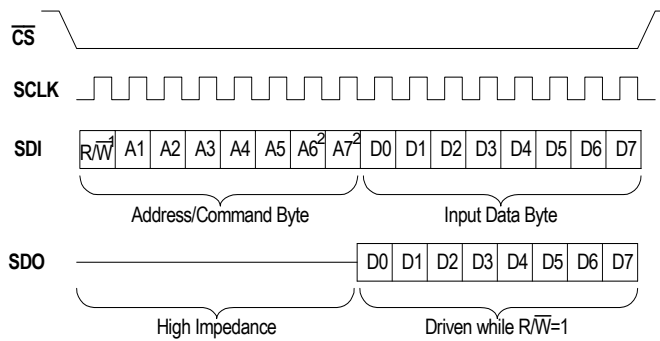 CS
SCLK
SDI R/W1 A1 A2 A3 A4 A5 A62 A72 D0 D1 D2 D3 D4 D5 D6 D7
Address/Command Byte Input Data Byte
SDO D0 D1 D2 D3 D4 D5 D6 D7
High Impedance Driven while R/W=1